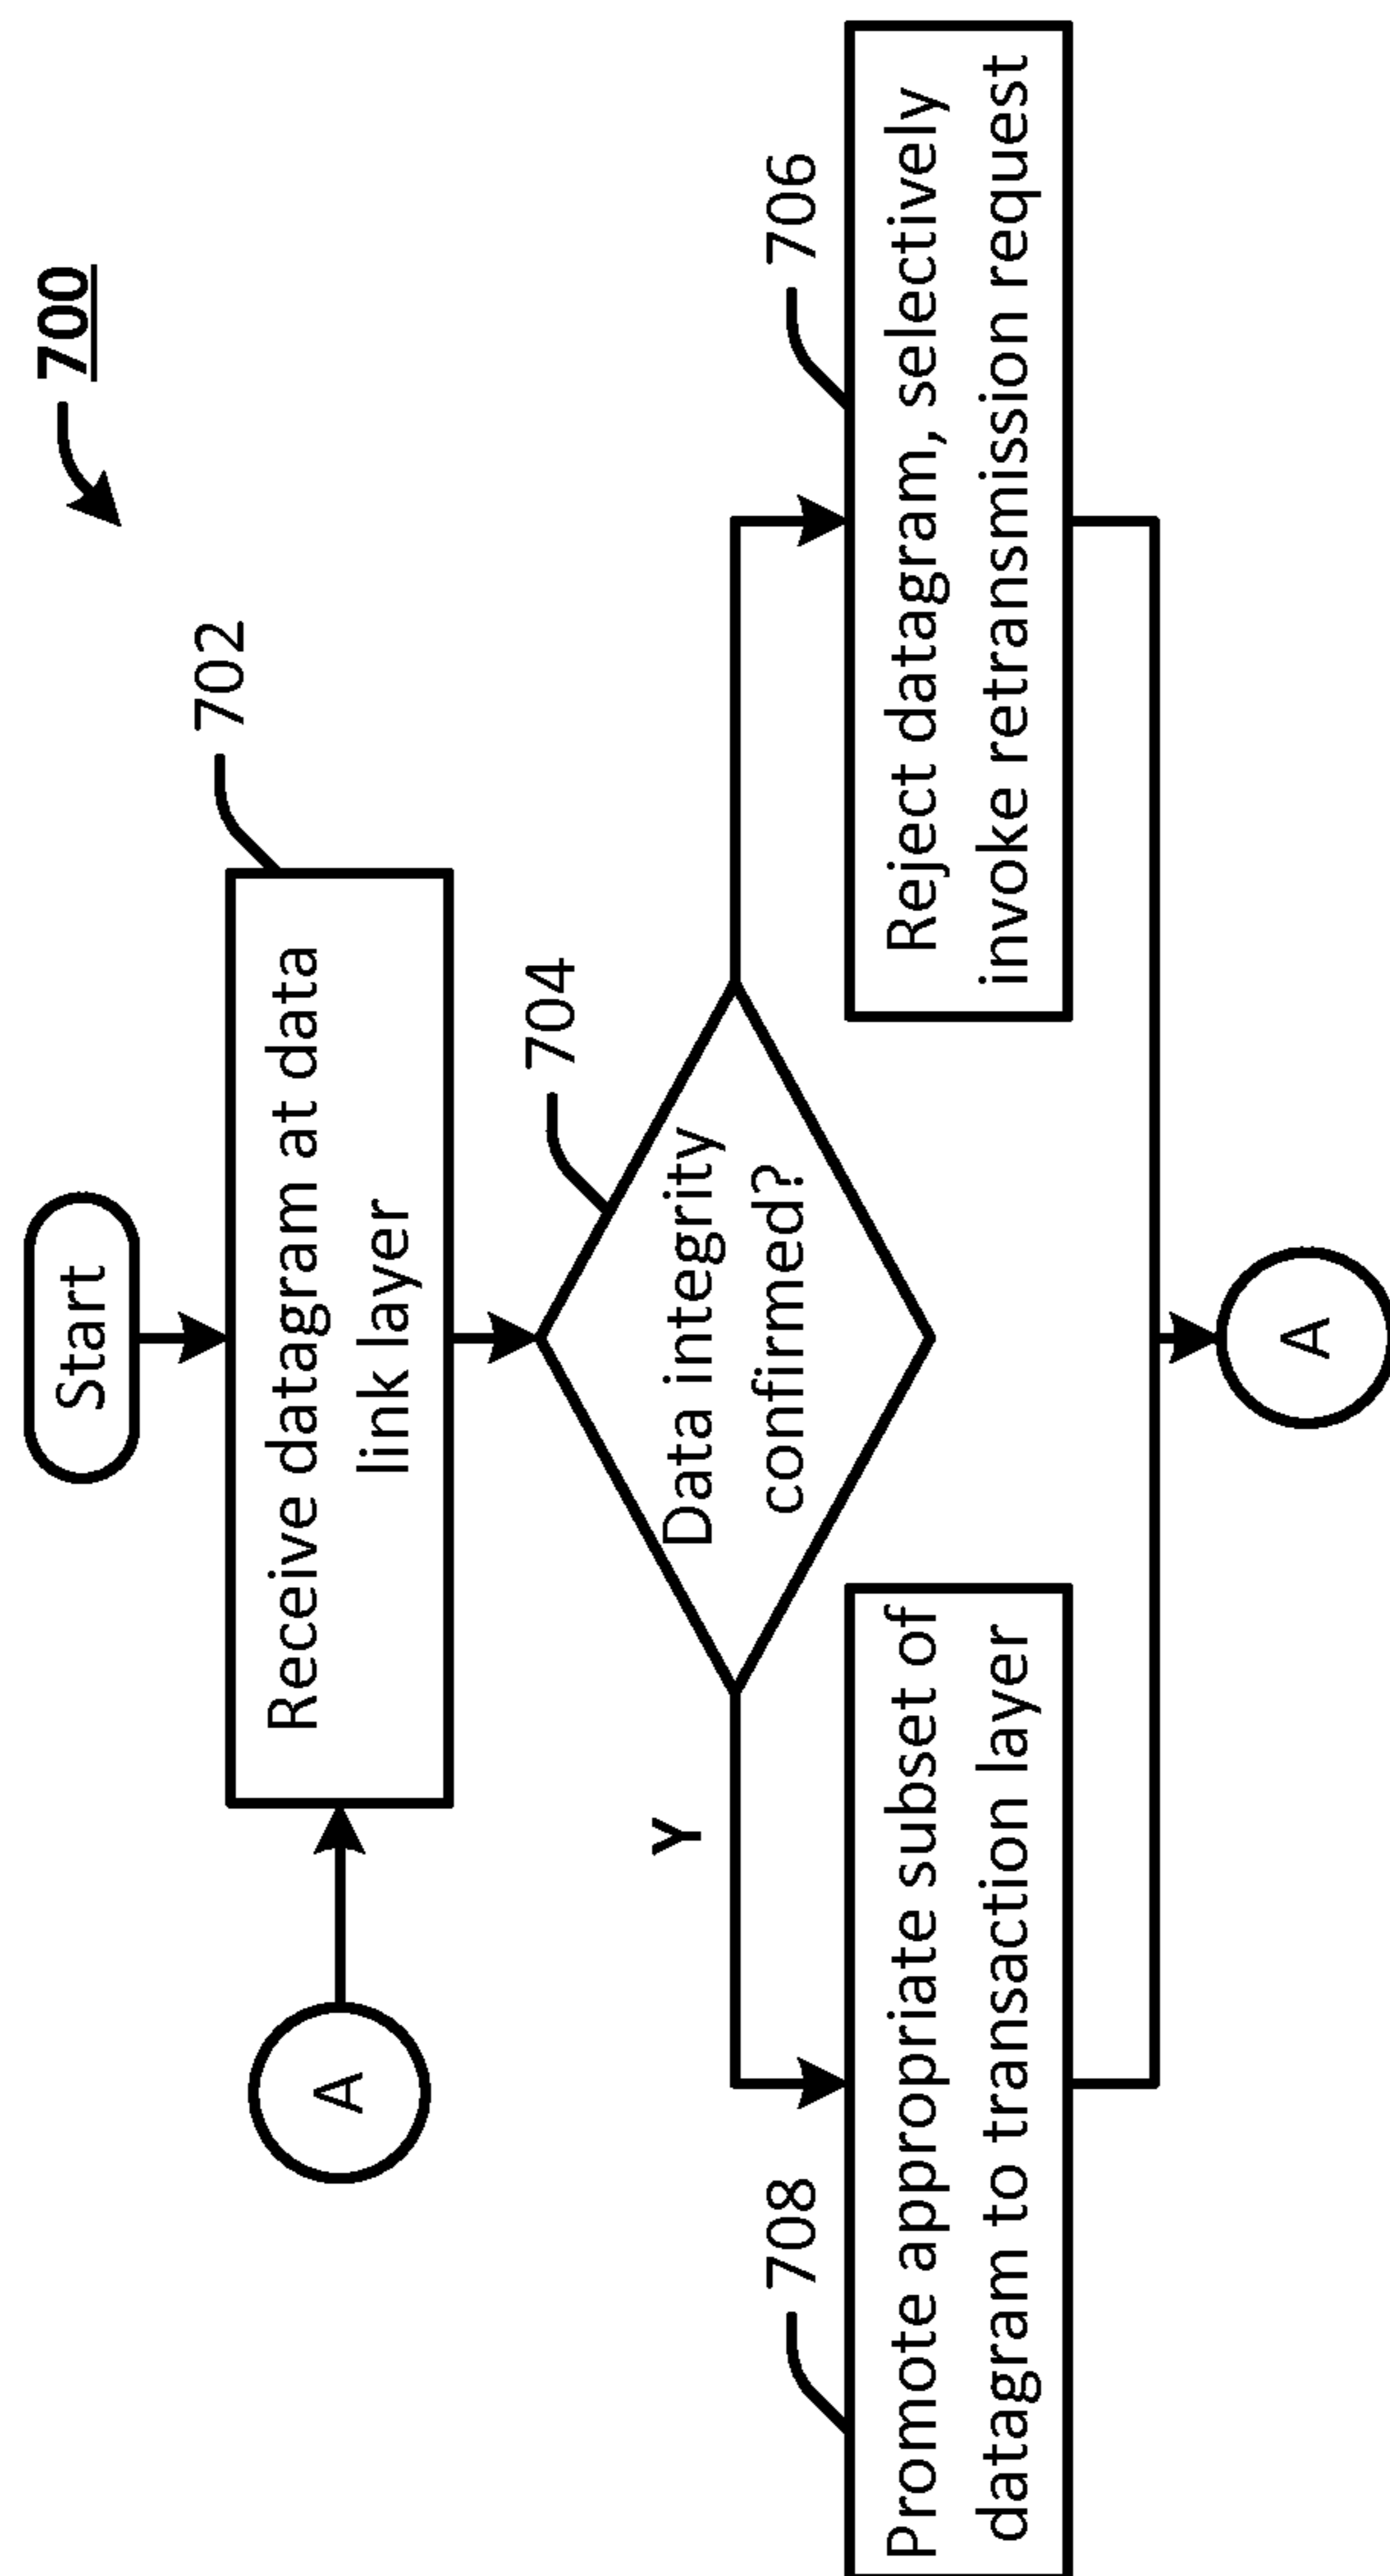 700
Start
702
A
Receive datagram at data
link layer
704
Data integrity
confirmed?
Y
708
706
Promote appropriate subset of
datagram to transaction layer
Reject datagram, selectively
invoke retransmission request
A